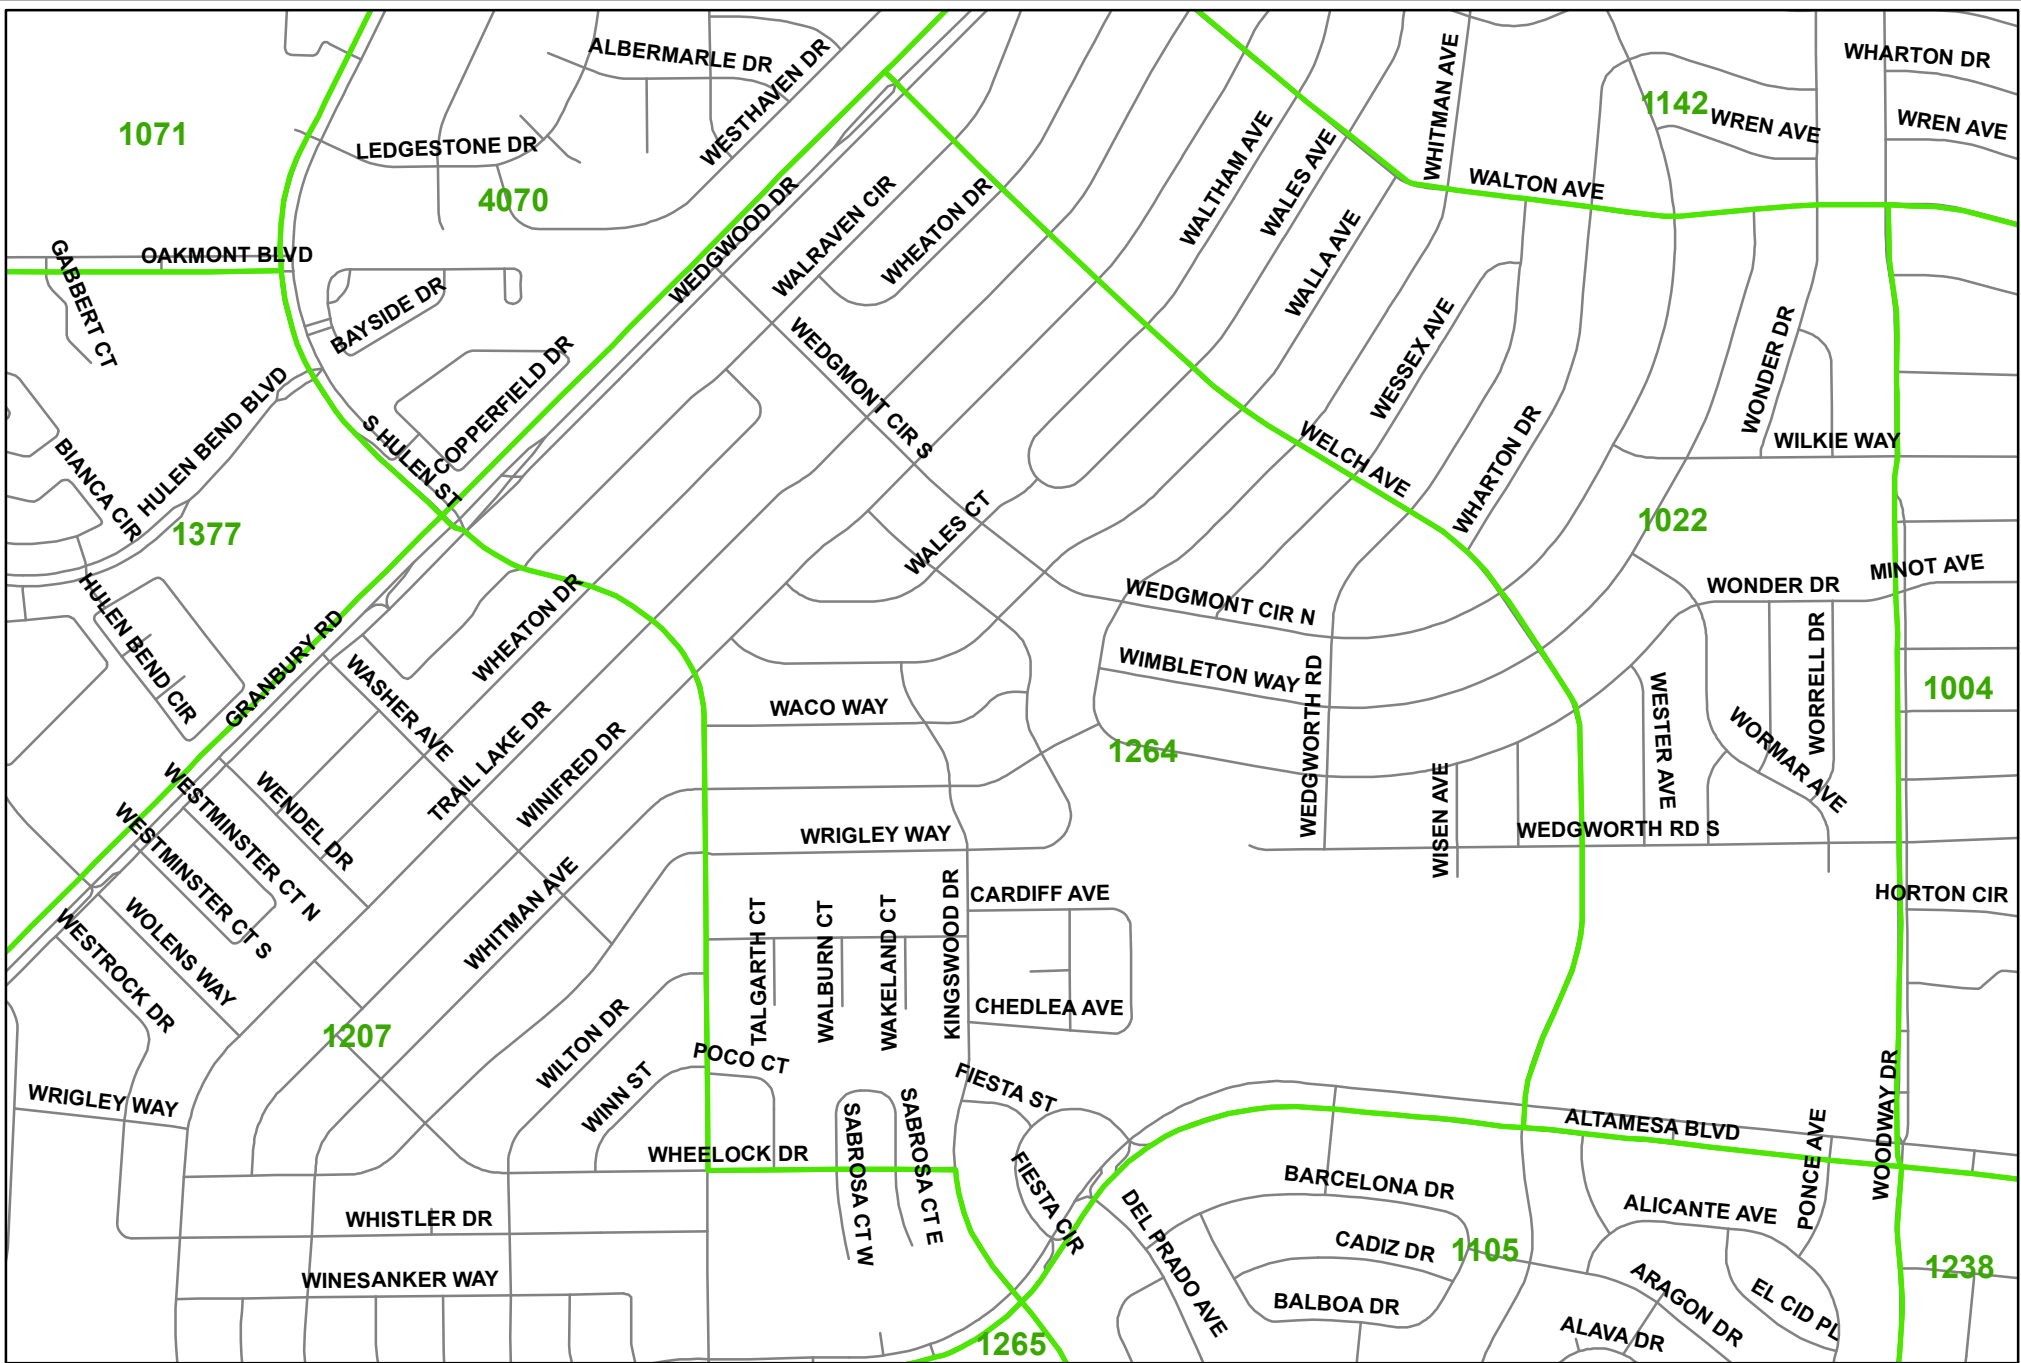 ALBERMARLE DR
WESTHAVEN DR
WHITMAN AVE
WHARTON DR
1071
1142
WREN AVE
WREN AVE
LEDGESTONE DR
4070
WALTHAM AVE
WALES AVE
WALTON AVE
WEDGWOOD DR
WALRAVEN CIR
WHEATON DR
WALLA AVE
OAKMONT BLVD
GABBERT CT
BAYSIDE DR
COPPERFIELD DR
WEDGMONT CIR S
WESSEX AVE
WONDER DR
HULEN BEND BLVD
S HULEN ST
WELCH AVE
WHARTON DR
WILKIE WAY
BIANCA CIR
1377
WALES CT
1022
HULEN BEND CIR
WHEATON DR
WEDGMONT CIR N
WONDER DR
MINOT AVE
GRANBURY RD
WASHER AVE
WIMBLETON WAY
WEDGWORTH RD
WESTER AVE
WORRELL DR
1004
WACO WAY
TRAIL LAKE DR
WINIFRED DR
1264
WORMAR AVE
WESTMINSTER CT N
WENDEL DR
WISEN AVE
WEDGWORTH RD S
WESTMINSTER CT S
WRIGLEY WAY
WHITMAN AVE
CARDIFF AVE
HORTON CIR
WOLENS WAY
WESTROCK DR
TALGARTH CT
WALBURN CT
WAKELAND CT
KINGSWOOD DR
CHEDLEA AVE
1207
WILTON DR
WINN ST
POCO CT
FIESTA ST
WRIGLEY WAY
SABROSA CT W
SABROSA CT E
WHEELOCK DR
FIESTA CIR
ALTAMESA BLVD
PONCE AVE
WOODWAY DR
BARCELONA DR
DEL PRADO AVE
ALICANTE AVE
WHISTLER DR
CADIZ DR
1105
WINESANKER WAY
ARAGON DR
EL CID PL
1238
BALBOA DR
ALAVA DR
1265